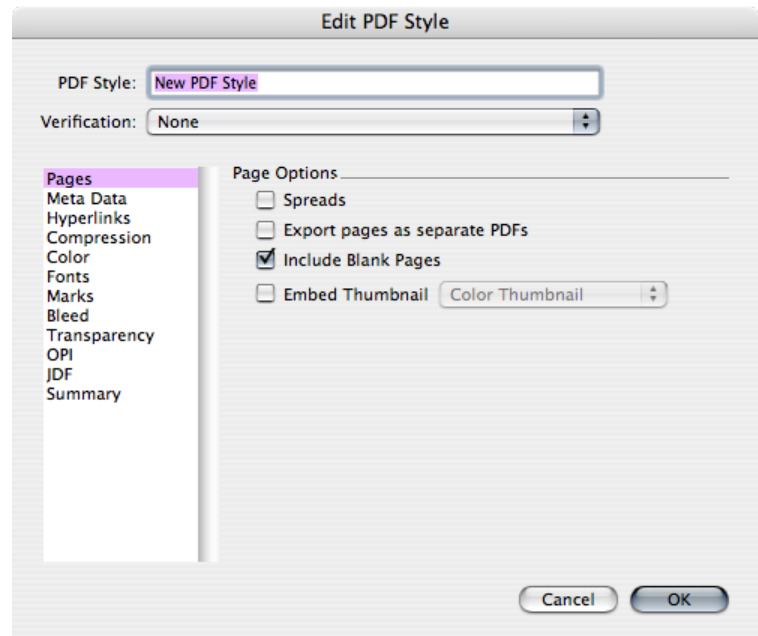 Edit PDF Style
PDF Style: New PDF Style
Verification: None
Pages
Meta Data
Hyperlinks
Compression
Color
Fonts
Marks
Bleed
Transparency
OPI
JDF
Summary
Page Options
Spreads
Export pages as separate PDFs
Include Blank Pages
Embed Thumbnail Color Thumbnail
Cancel OK